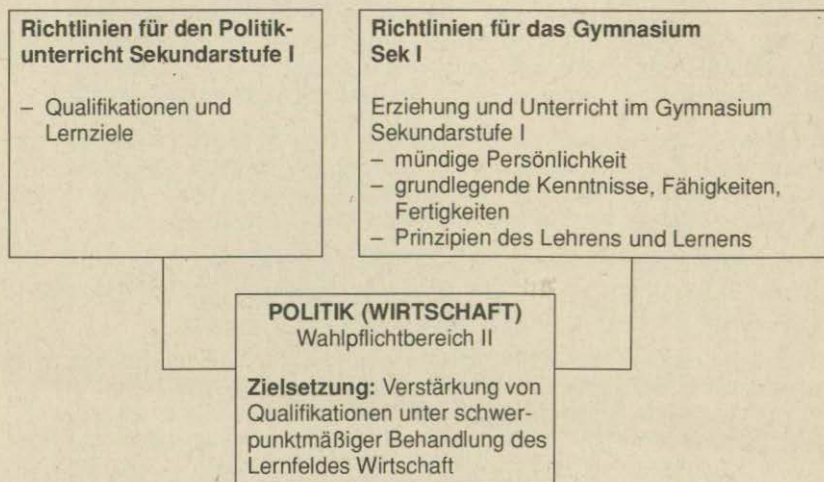 Richtlinien für den Politik-
unterricht Sekundarstufe I
– Qualifikationen und
Lernziele
Richtlinien für das Gymnasium
Sek I
Erziehung und Unterricht im Gymnasium
Sekundarstufe I
– mündige Persönlichkeit
– grundlegende Kenntnisse, Fähigkeiten,
Fertigkeiten
– Prinzipien des Lehrens und Lernens
POLITIK (WIRTSCHAFT)
Wahlpflichtbereich II
Zielsetzung: Verstärkung von
Qualifikationen unter schwer-
punktmäßiger Behandlung des
Lernfeldes Wirtschaft